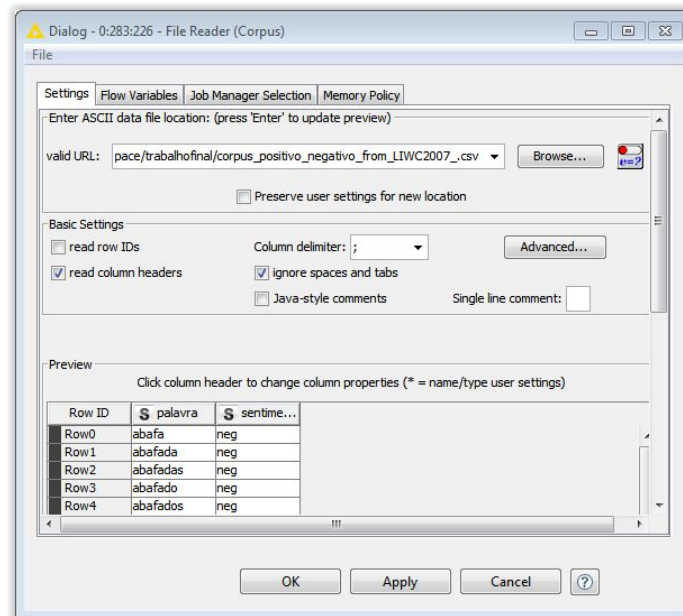 Dialog - 0:283:226 - File Reader (Corpus)
File
Settings Flow Variables Job Manager Selection Memory Policy
Enter ASCII data file location: (press 'Enter' to update preview)
valid URL: pace/trabalhofinal/corpus_positivo_negativo_from_LIWC2007_.csv Browse... v=?
Preserve user settings for new location
Basic Settings
read row IDs Column delimiter: ; Advanced...
read column headers ignore spaces and tabs
Java-style comments Single line comment:
Preview
Click column header to change column properties (* = name/type user settings)
Row ID S palavra S sentime...
Row0 abafa neg
Row1 abafada neg
Row2 abafadas neg
Row3 abafado neg
Row4 abafados neg
OK Apply Cancel ?